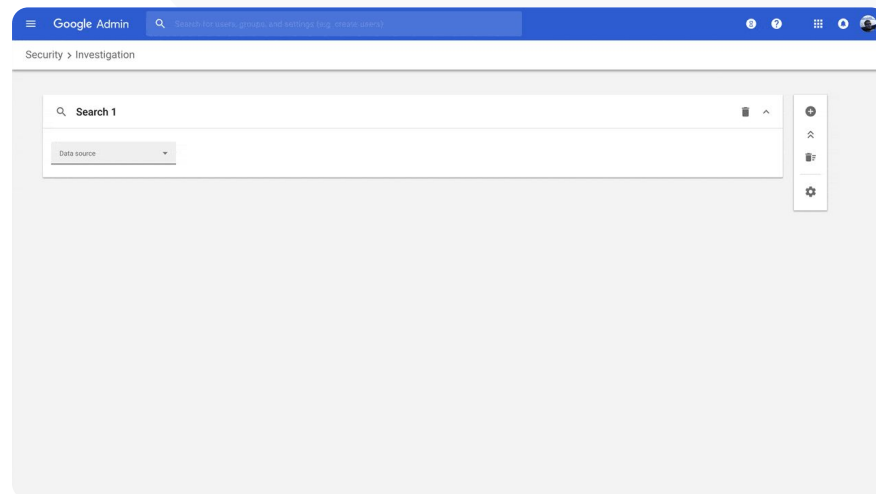 Google Admin
Search for users, groups, and settings (e.g. create users)
Security > Investigation
Search 1
Data source